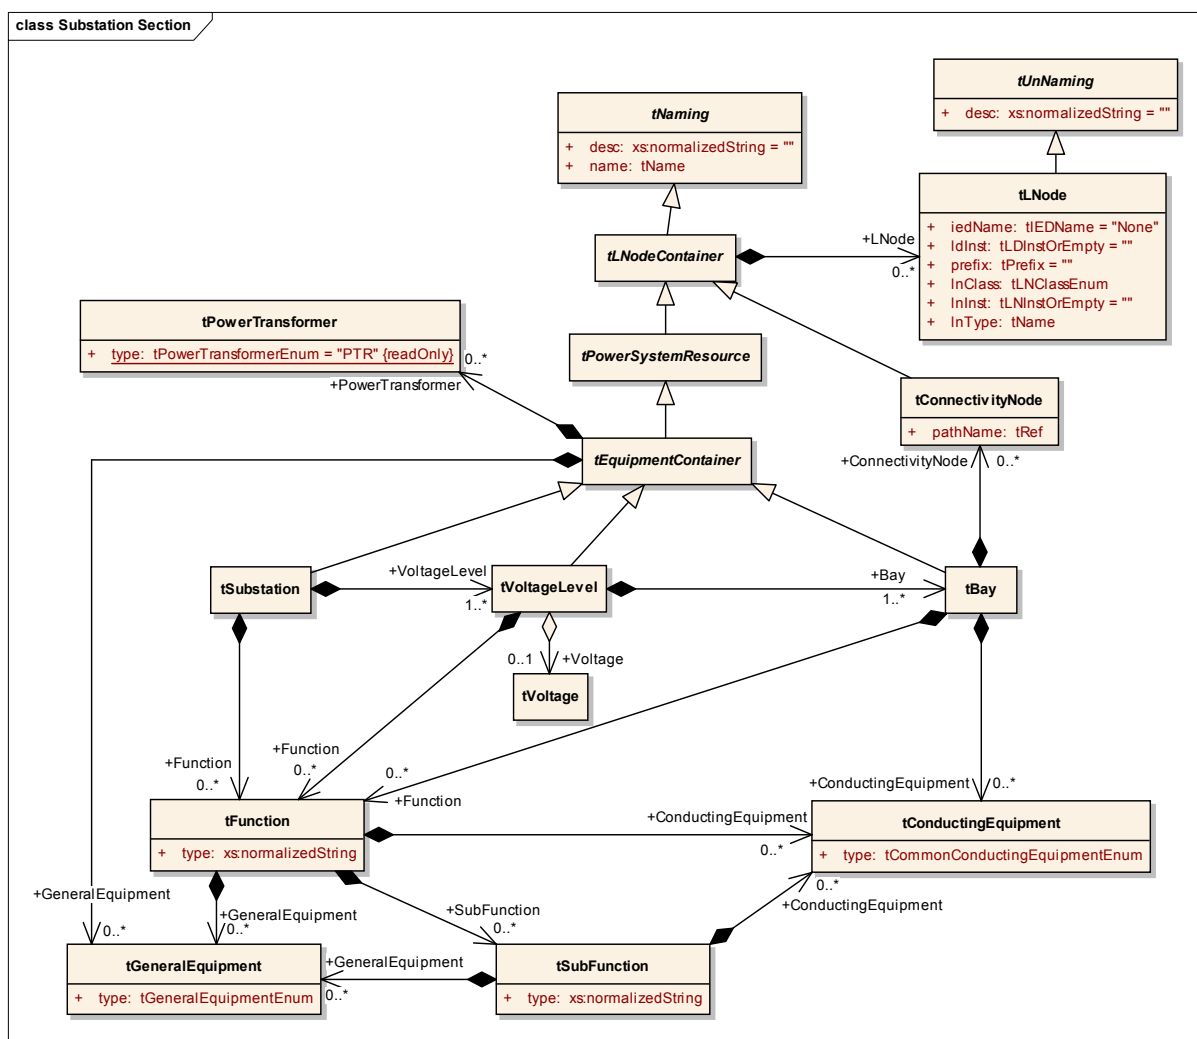 class Substation Section
tUnNaming
+ desc: xs:normalizedString = ""
tNaming
+ desc: xs:normalizedString = ""
+ name: tName
tLNode
+ iedName: tIEDName = "None"
+ ldInst: tLDInstOrEmpty = ""
+ prefix: tPrefix = ""
+ lnClass: tLNClassEnum
+ lnInst: tLNInstOrEmpty = ""
+ lnType: tName
+LNode
0..*
tLNodeContainer
tPowerTransformer
+ type: tPowerTransformerEnum = "PTR" {readOnly}
0..*
+PowerTransformer
tPowerSystemResource
tConnectivityNode
+ pathName: tRef
+ConnectivityNode
0..*
tEquipmentContainer
tSubstation
+VoltageLevel
1..*
tVoltageLevel
+Bay
1..*
tBay
0..1
+Voltage
tVoltage
+Function
0..*
+Function
0..*
0..*
+Function
+ConductingEquipment
0..*
tFunction
+ type: xs:normalizedString
+ConductingEquipment
0..*
tConductingEquipment
+ type: tCommonConductingEquipmentEnum
0..*
+ConductingEquipment
+GeneralEquipment
0..*
+GeneralEquipment
0..*
+SubFunction
0..*
tGeneralEquipment
+ type: tGeneralEquipmentEnum
+GeneralEquipment
0..*
tSubFunction
+ type: xs:normalizedString